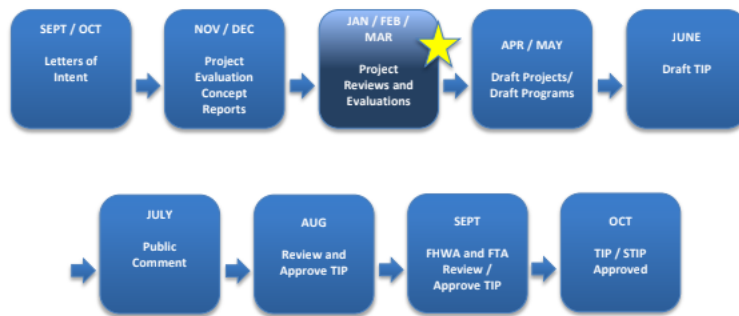 SEPT / OCT
Letters of
Intent
NOV / DEC
Project
Evaluation
Concept
Reports
JAN / FEB /
MAR
Project
Reviews and
Evaluations
APR / MAY
Draft Projects/
Draft Programs
JUNE
Draft TIP
JULY
Public
Comment
AUG
Review and
Approve TIP
SEPT
FHWA and FTA
Review /
Approve TIP
OCT
TIP / STIP
Approved